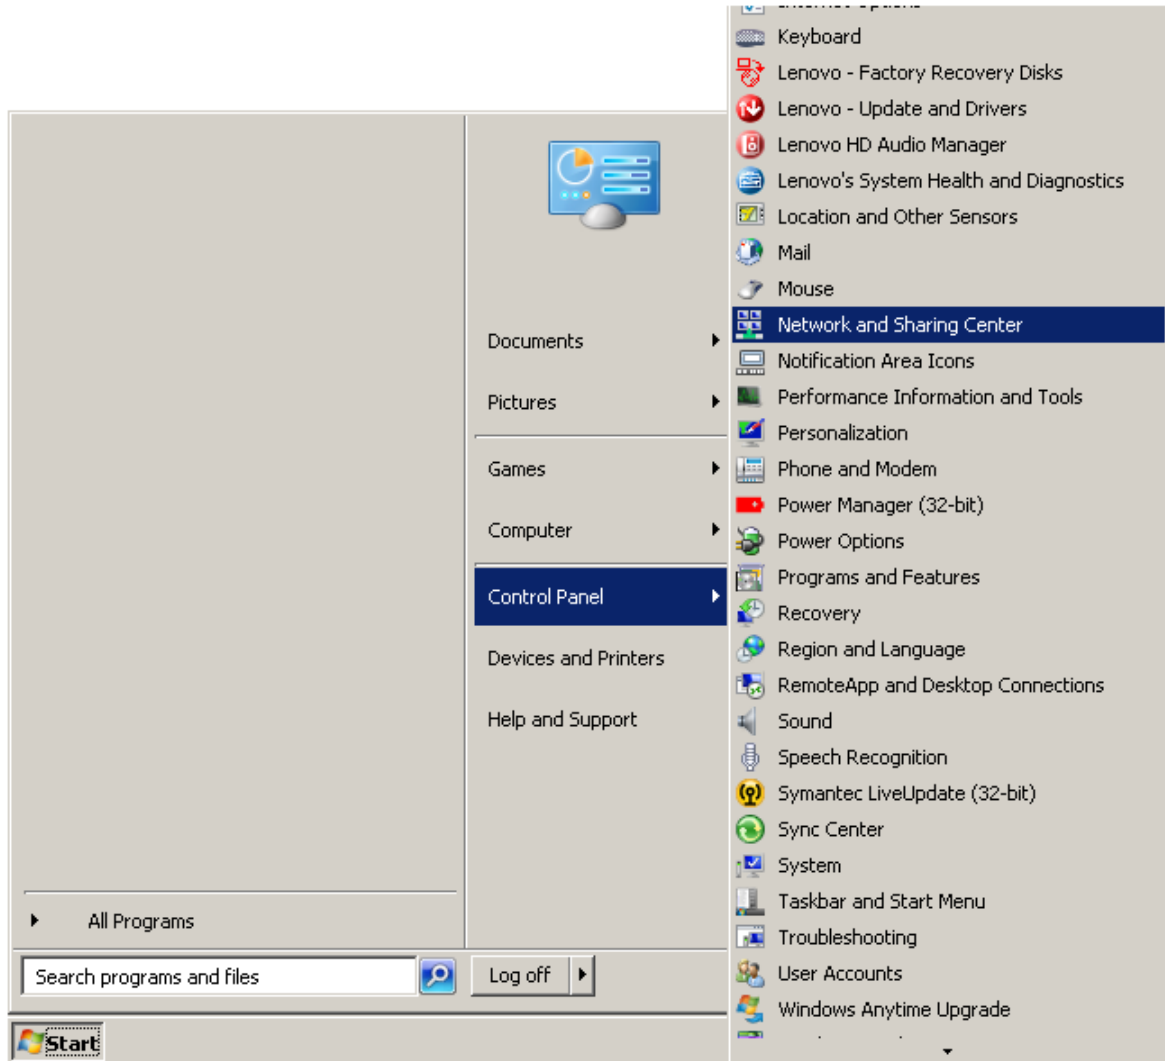 Documents
Pictures
Games
Computer
Control Panel
Devices and Printers
Help and Support
All Programs
Search programs and files
Log off
Start
Keyboard
Lenovo - Factory Recovery Disks
Lenovo - Update and Drivers
Lenovo HD Audio Manager
Lenovo's System Health and Diagnostics
Location and Other Sensors
Mail
Mouse
Network and Sharing Center
Notification Area Icons
Performance Information and Tools
Personalization
Phone and Modem
Power Manager (32-bit)
Power Options
Programs and Features
Recovery
Region and Language
RemoteApp and Desktop Connections
Sound
Speech Recognition
Symantec LiveUpdate (32-bit)
Sync Center
System
Taskbar and Start Menu
Troubleshooting
User Accounts
Windows Anytime Upgrade